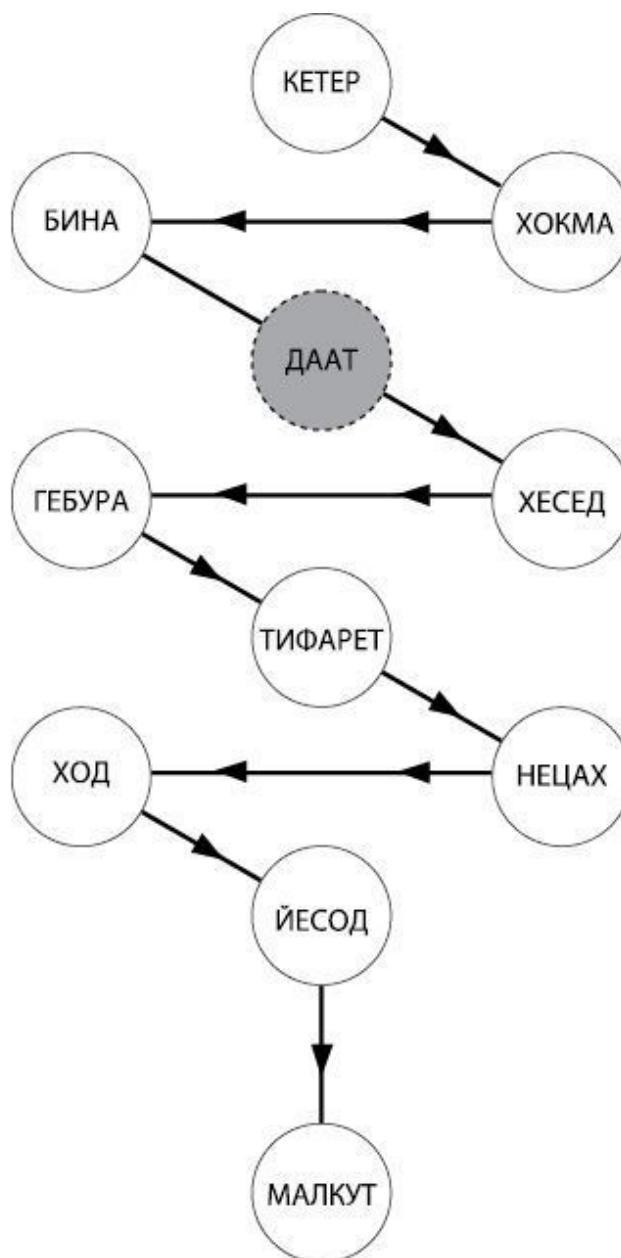 КЕТЕР
БИНА
ХОКМА
ДААТ
ГЕБУРА
ХЕСЕД
ТИФАРЕТ
ХОД
НЕЦАХ
ЙЕСОД
МАЛКУТ